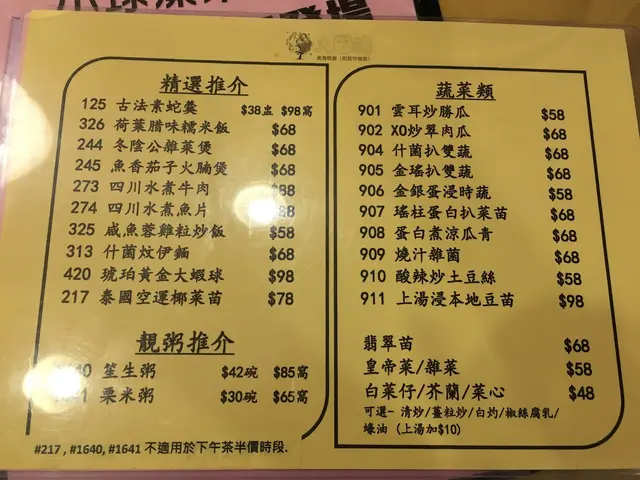 精選推介
125 古法素蛇羹 $38盅 $98窩
326 荷葉腊味糯米飯 $68
244 冬陰公雜菜煲 $68
245 魚香茄子火腩煲 $68
273 四川水煮牛肉 $88
274 四川水煮魚片
325 咸魚蓉雞粒炒飯 $58
313 什菌炆伊麵 $68
420 琥珀黃金大蝦球 $98
217 泰國空運椰菜苗 $78
靚粥推介
笙生粥 $42碗 $85窩
粟米粥 $30碗 $65窩
#217 , #1640, #1641 不適用於下午茶半價時段.
蔬菜類
901 雲耳炒勝瓜 $58
902 XO炒翠肉瓜 $68
904 什菌扒雙蔬 $68
905 金瑤扒雙蔬 $68
906 金銀蛋浸時蔬 $58
907 瑤柱蛋白扒菜苗 $68
908 蛋白煮涼瓜青 $68
909 燒汁雜菌 $68
910 酸辣炒土豆絲 $58
911 上湯浸本地豆苗 $98
翡翠苗 $68
皇帝菜/雜菜 $58
白菜仔/芥蘭/菜心 $48
可選- 清炒/薑粒炒/白灼/椒絲腐乳/
蠔油 (上湯加$10)